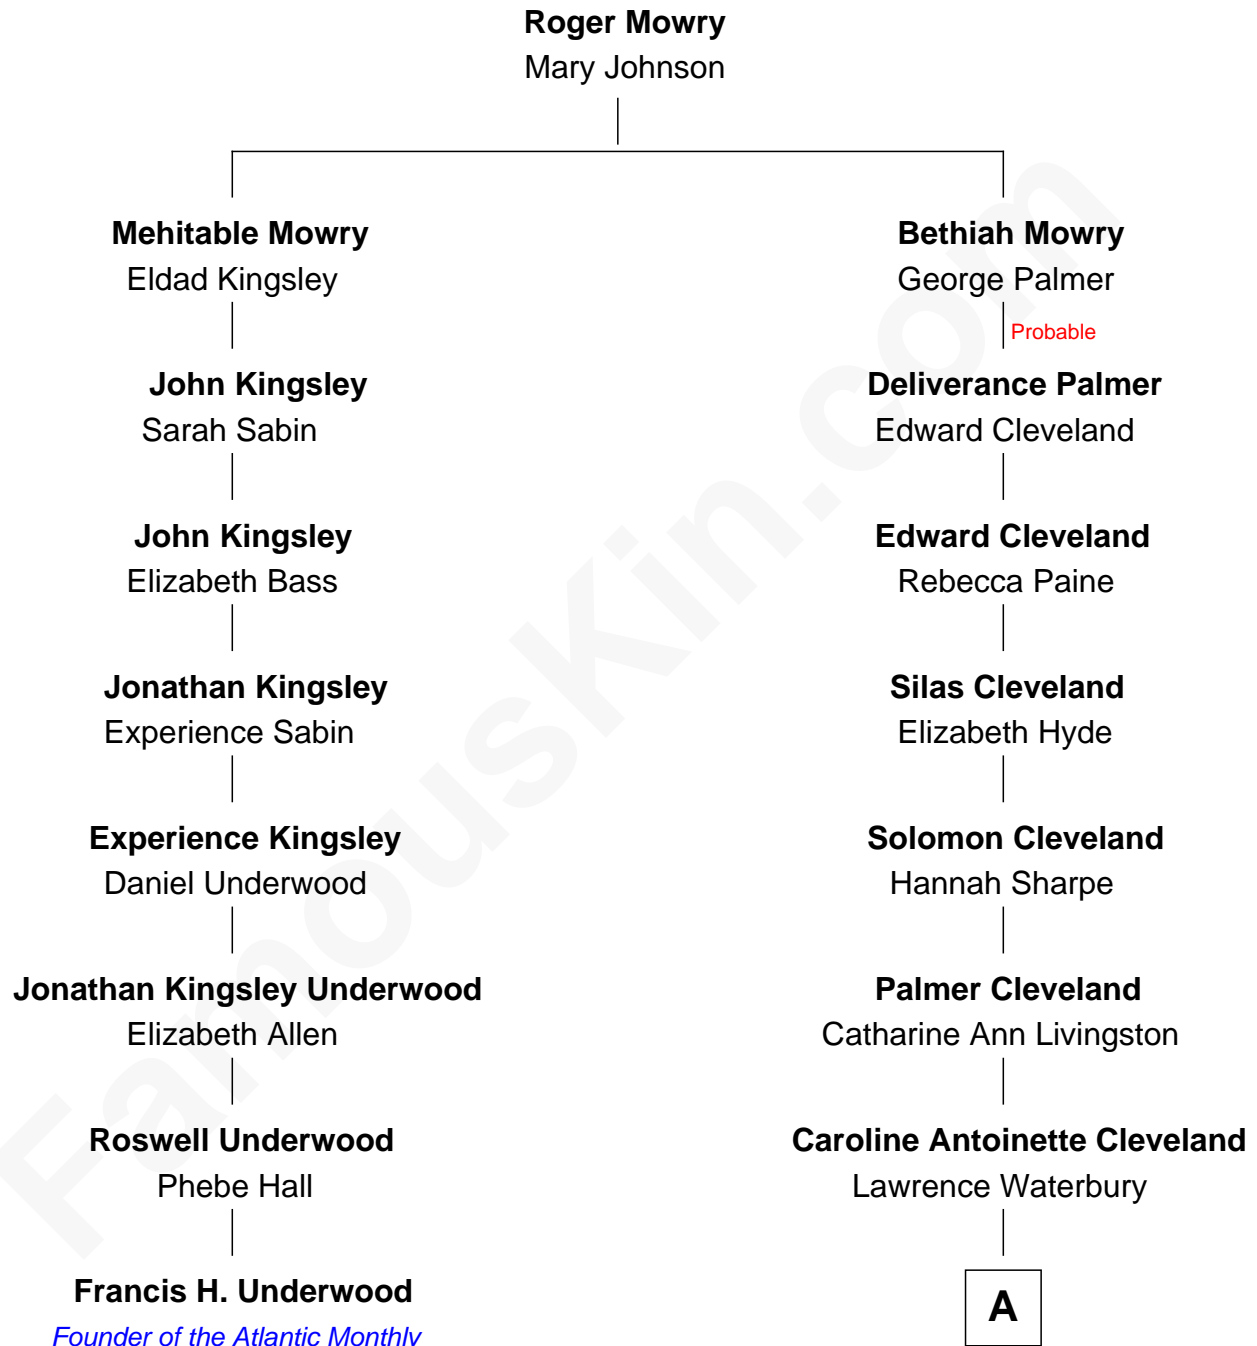 Roger Mowry
Mary Johnson
Mehitable Mowry
Eldad Kingsley
John Kingsley
Sarah Sabin
John Kingsley
Elizabeth Bass
Jonathan Kingsley
Experience Sabin
Experience Kingsley
Daniel Underwood
Jonathan Kingsley Underwood
Elizabeth Allen
Roswell Underwood
Phebe Hall
Francis H. Underwood
Founder of the Atlantic Monthly
Bethiah Mowry
George Palmer
Probable
Deliverance Palmer
Edward Cleveland
Edward Cleveland
Rebecca Paine
Silas Cleveland
Elizabeth Hyde
Solomon Cleveland
Hannah Sharpe
Palmer Cleveland
Catharine Ann Livingston
Caroline Antoinette Cleveland
Lawrence Waterbury
A
FamousKin.com